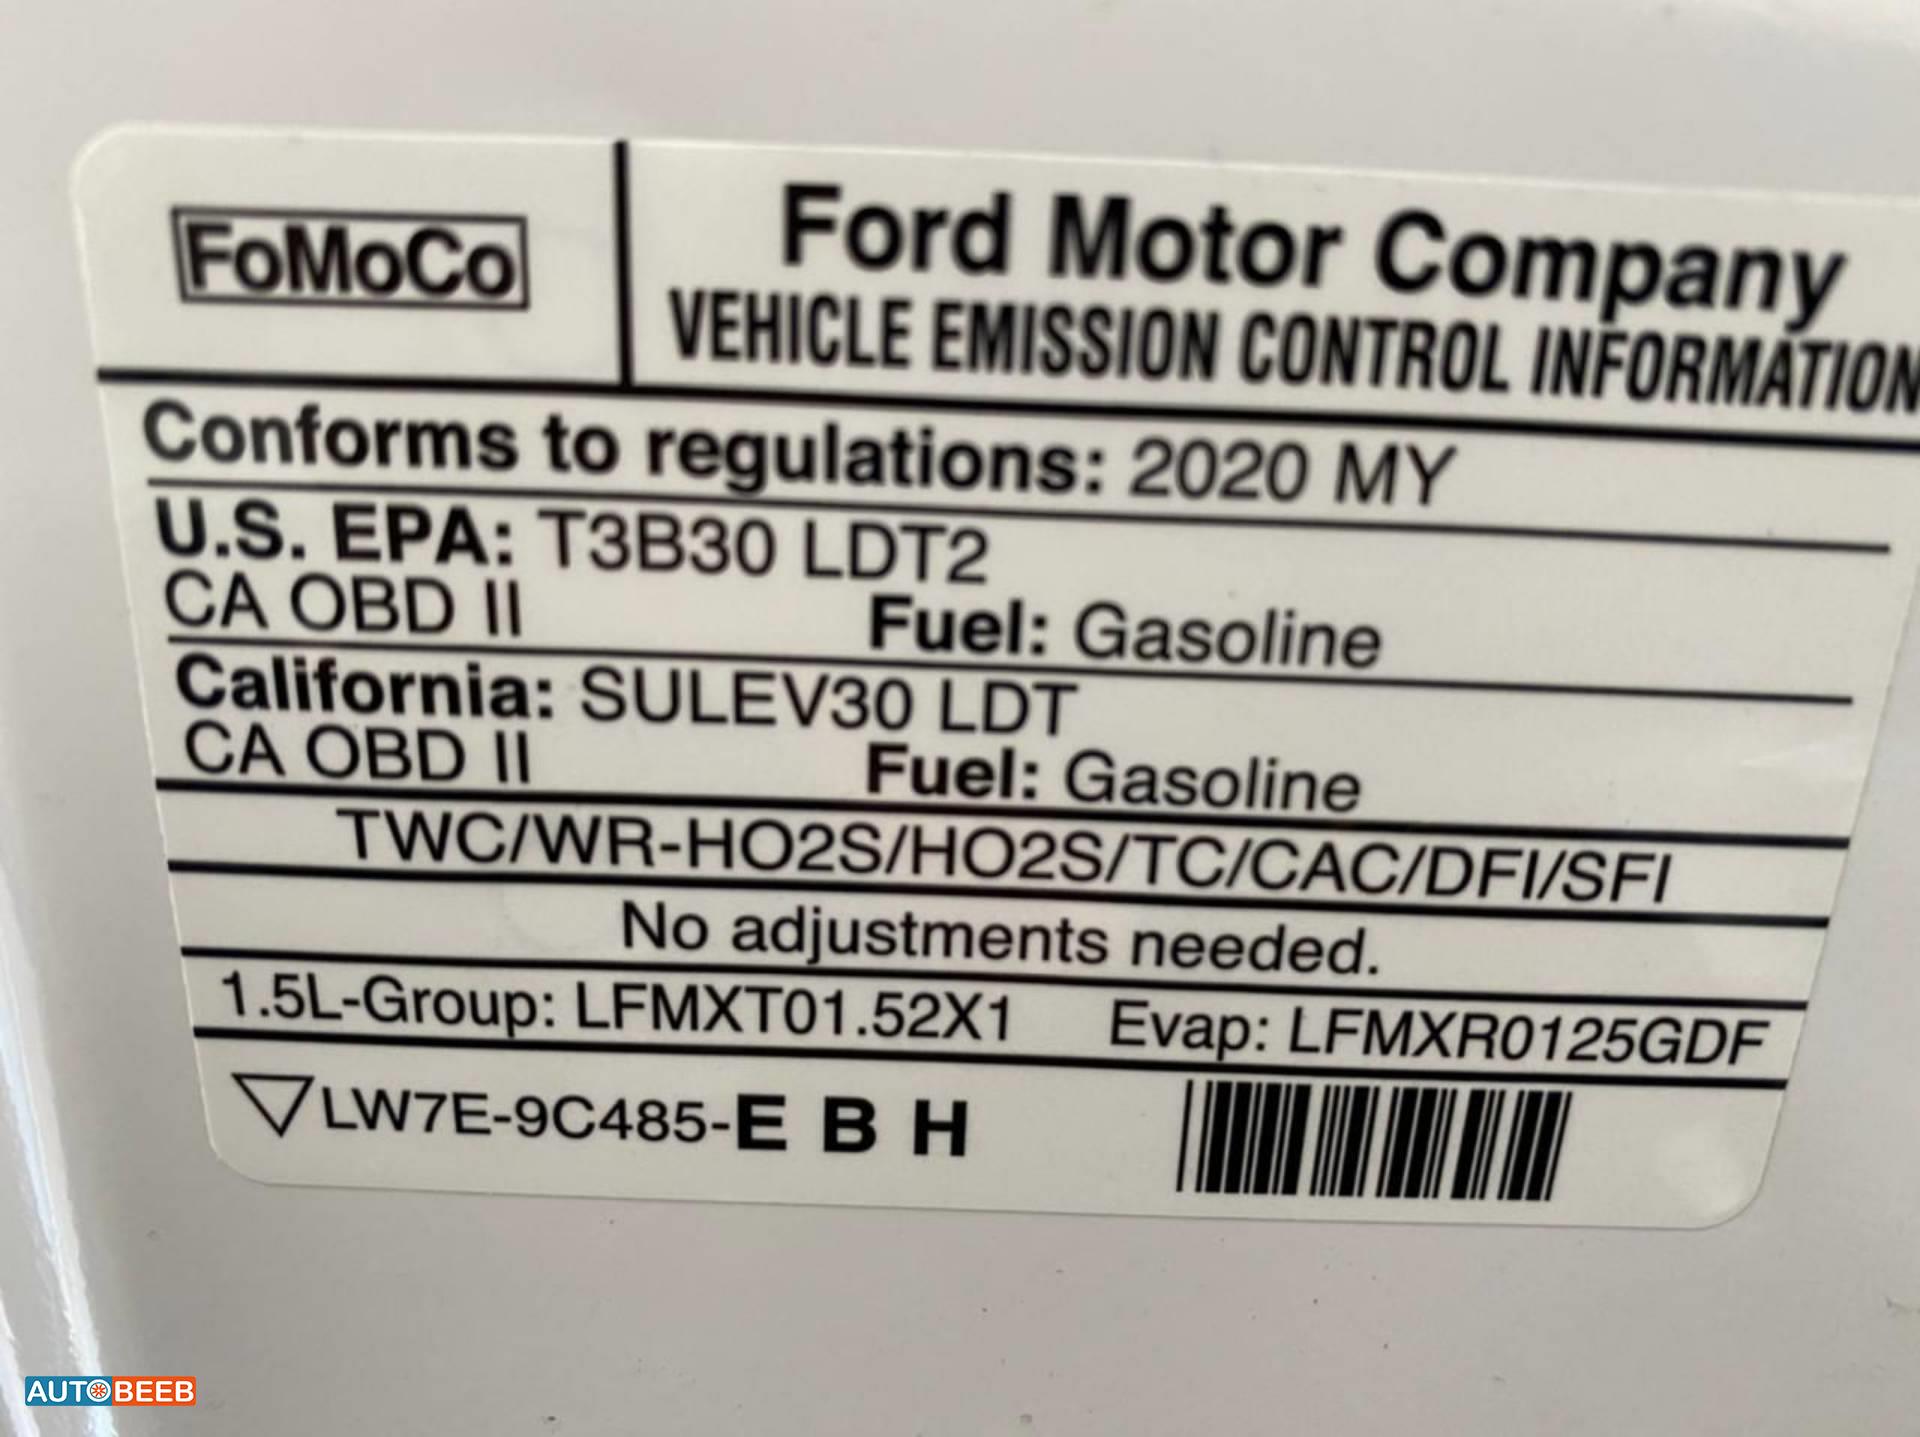 FoMoCo
Ford Motor Company
VEHICLE EMISSION CONTROL INFORMATION
Conforms to regulations: 2020 MY
U.S. EPA: T3B30 LDT2
CA OBD II Fuel: Gasoline
California: SULEV30 LDT
CA OBD II Fuel: Gasoline
TWC/WR-HO2S/HO2S/TC/CAC/DFI/SFI
No adjustments needed.
1.5L-Group: LFMXT01.52X1 Evap: LFMXR0125GDF
LW7E-9C485-E B H
AUTOBEEB